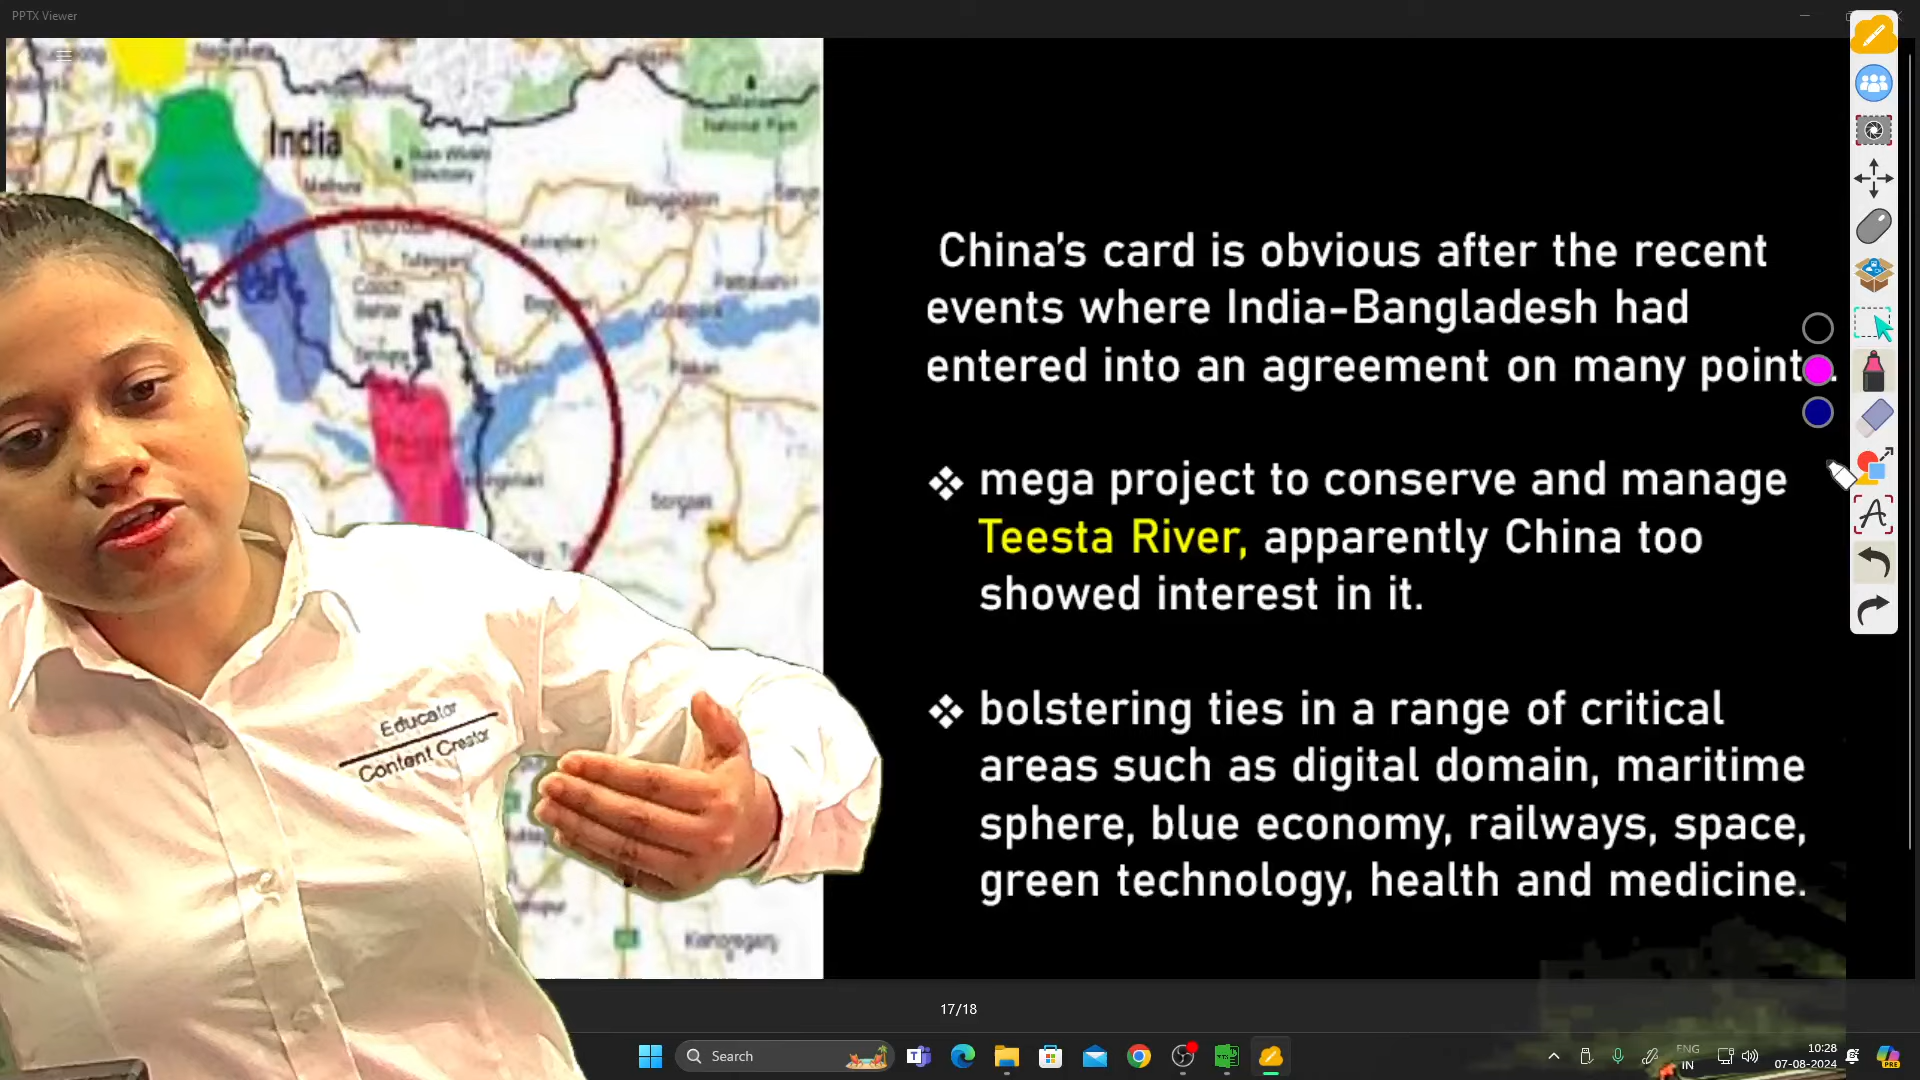 PPTX Viewer
India
National Park
China's card is obvious after the recent
events where India-Bangladesh had
entered into an agreement on many point
❖ mega project to conserve and manage
Teesta River, apparently China too
showed interest in it.
❖ bolstering ties in a range of critical
areas such as digital domain, maritime
sphere, blue economy, railways, space,
green technology, health and medicine.
Educator
Content Creator
Kishoreganj
17/18
Search
ENG
IN
10:28
07-08-2024